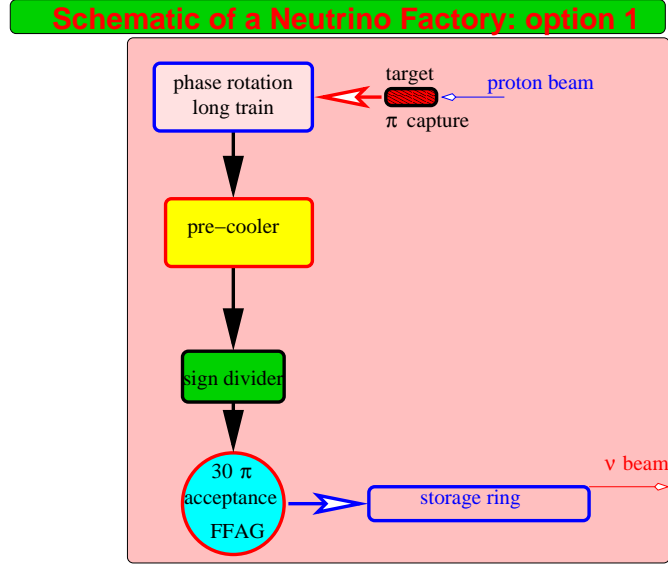 Schematic of a Neutrino Factory: option 1
phase rotation
long train
target
π capture
proton beam
pre−cooler
sign divider
30 π
acceptance
FFAG
storage ring
ν beam